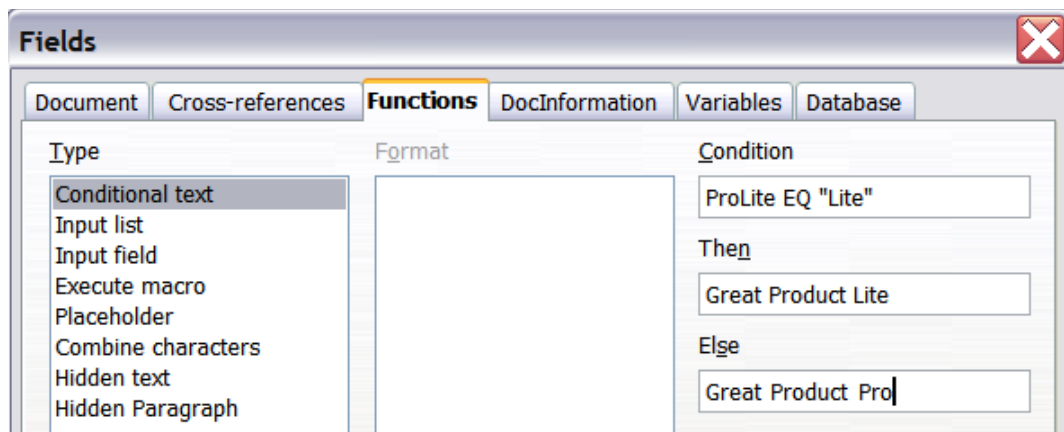 Fields
Document Cross-references Functions DocInformation Variables Database
Type Format Condition
Conditional text
Input list
Input field
Execute macro
Placeholder
Combine characters
Hidden text
Hidden Paragraph
ProLite EQ "Lite"
Then
Great Product Lite
Else
Great Product Pro